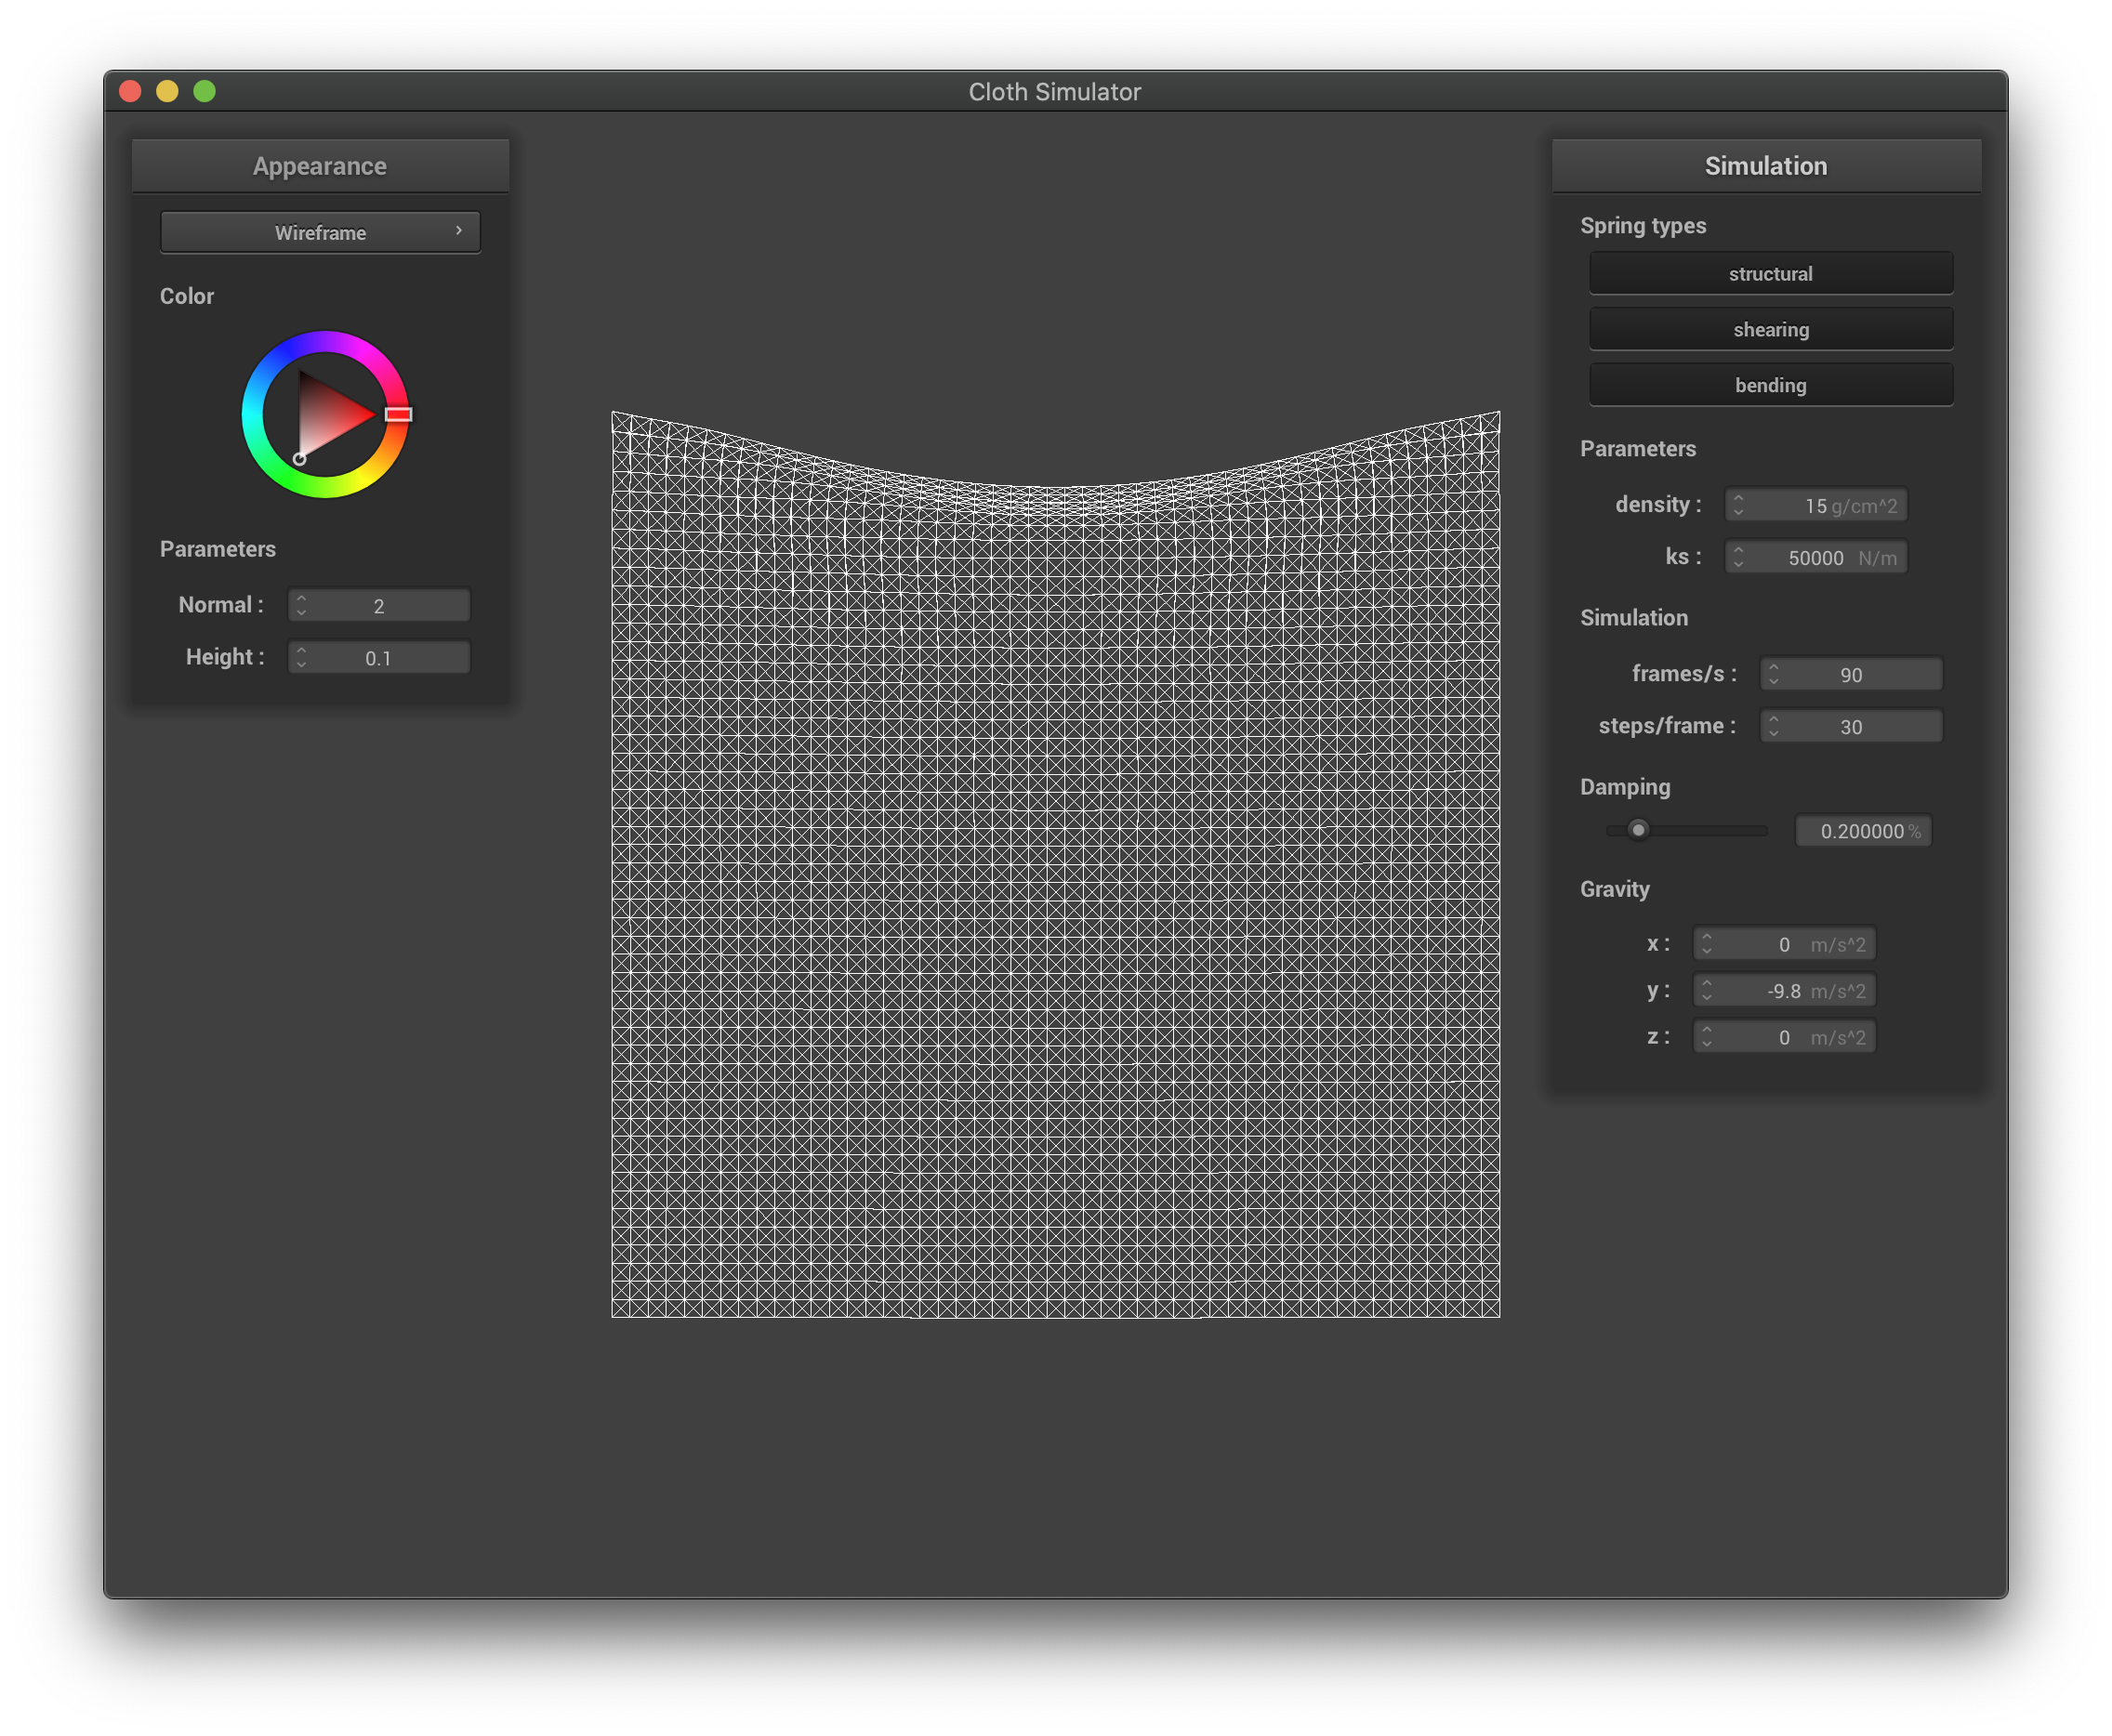 Cloth Simulator
Appearance
Wireframe
Color
Parameters
Normal : 2
Height : 0.1
Simulation
Spring types
structural
shearing
bending
Parameters
density : 15 g/cm^2
ks : 50000 N/m
Simulation
frames/s : 90
steps/frame : 30
Damping
0.200000 %
Gravity
x : 0 m/s^2
y : -9.8 m/s^2
z : 0 m/s^2